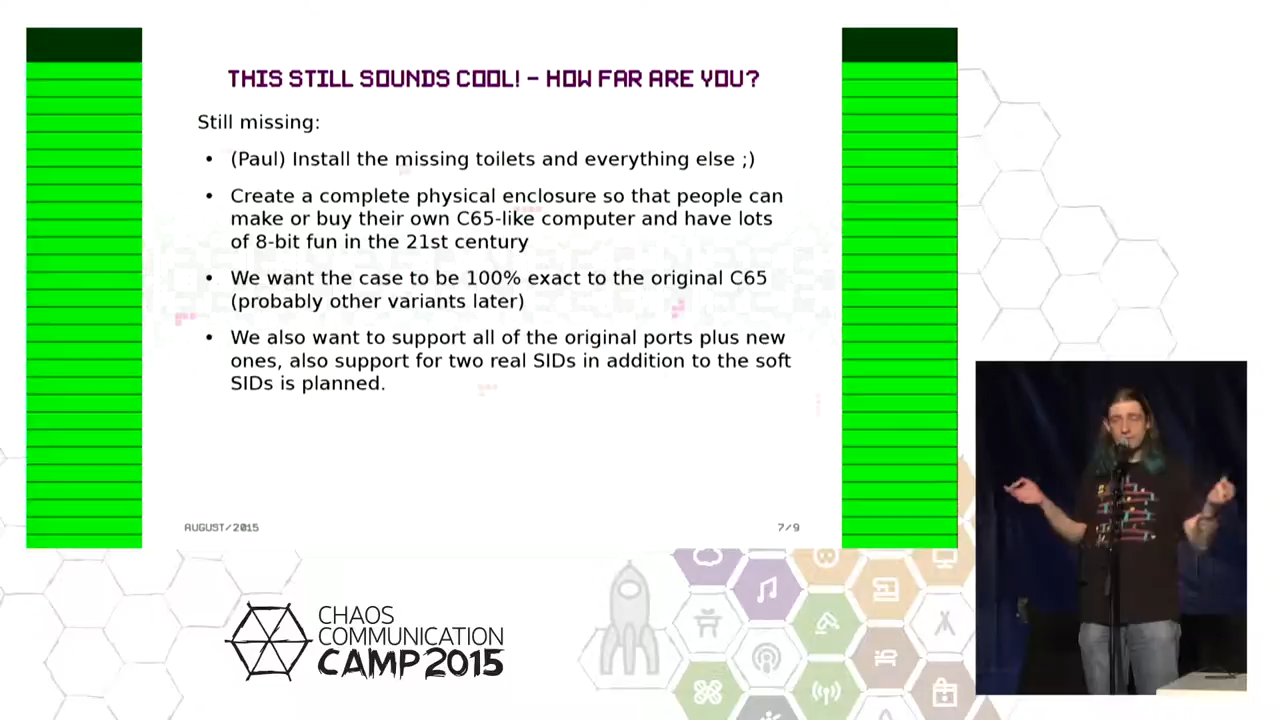 THIS STILL SOUNDS COOL! - HOW FAR ARE YOU?
Still missing:
• (Paul) Install the missing toilets and everything else ;)
• Create a complete physical enclosure so that people can
make or buy their own C65-like computer and have lots
of 8-bit fun in the 21st century
• We want the case to be 100% exact to the original C65
(probably other variants later)
• We also want to support all of the original ports plus new
ones, also support for two real SIDs in addition to the soft
SIDs is planned.
AUGUST/2015
7/9
CHAOS
COMMUNICATION
CAMP 2015